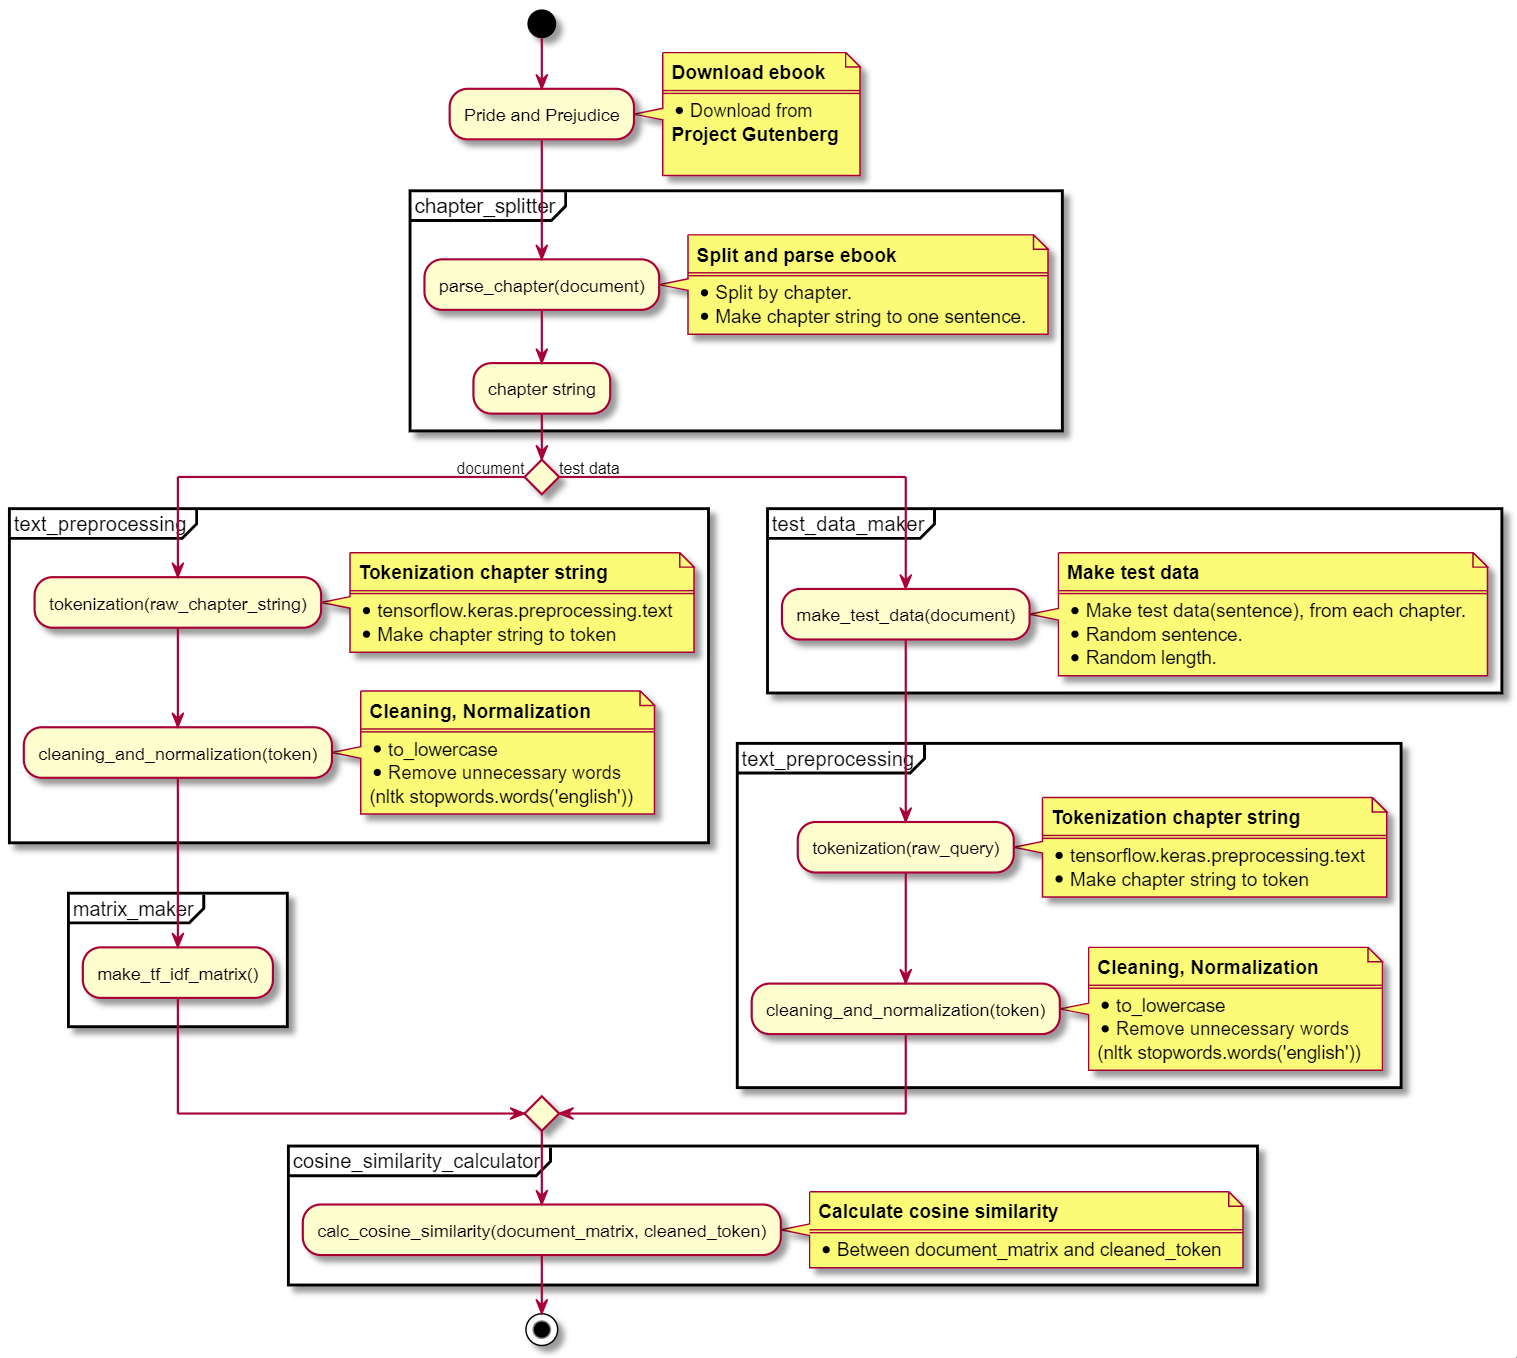 Pride and Prejudice
Download ebook
• Download from
Project Gutenberg
chapter_splitter
parse_chapter(document)
Split and parse ebook
• Split by chapter.
• Make chapter string to one sentence.
chapter string
document
test data
text_preprocessing
tokenization(raw_chapter_string)
Tokenization chapter string
• tensorflow.keras.preprocessing.text
• Make chapter string to token
cleaning_and_normalization(token)
Cleaning, Normalization
• to_lowercase
• Remove unnecessary words
(nltk stopwords.words('english'))
matrix_maker
make_tf_idf_matrix()
test_data_maker
make_test_data(document)
Make test data
• Make test data(sentence), from each chapter.
• Random sentence.
• Random length.
text_preprocessing
tokenization(raw_query)
Tokenization chapter string
• tensorflow.keras.preprocessing.text
• Make chapter string to token
cleaning_and_normalization(token)
Cleaning, Normalization
• to_lowercase
• Remove unnecessary words
(nltk stopwords.words('english'))
cosine_similarity_calculator
calc_cosine_similarity(document_matrix, cleaned_token)
Calculate cosine similarity
• Between document_matrix and cleaned_token